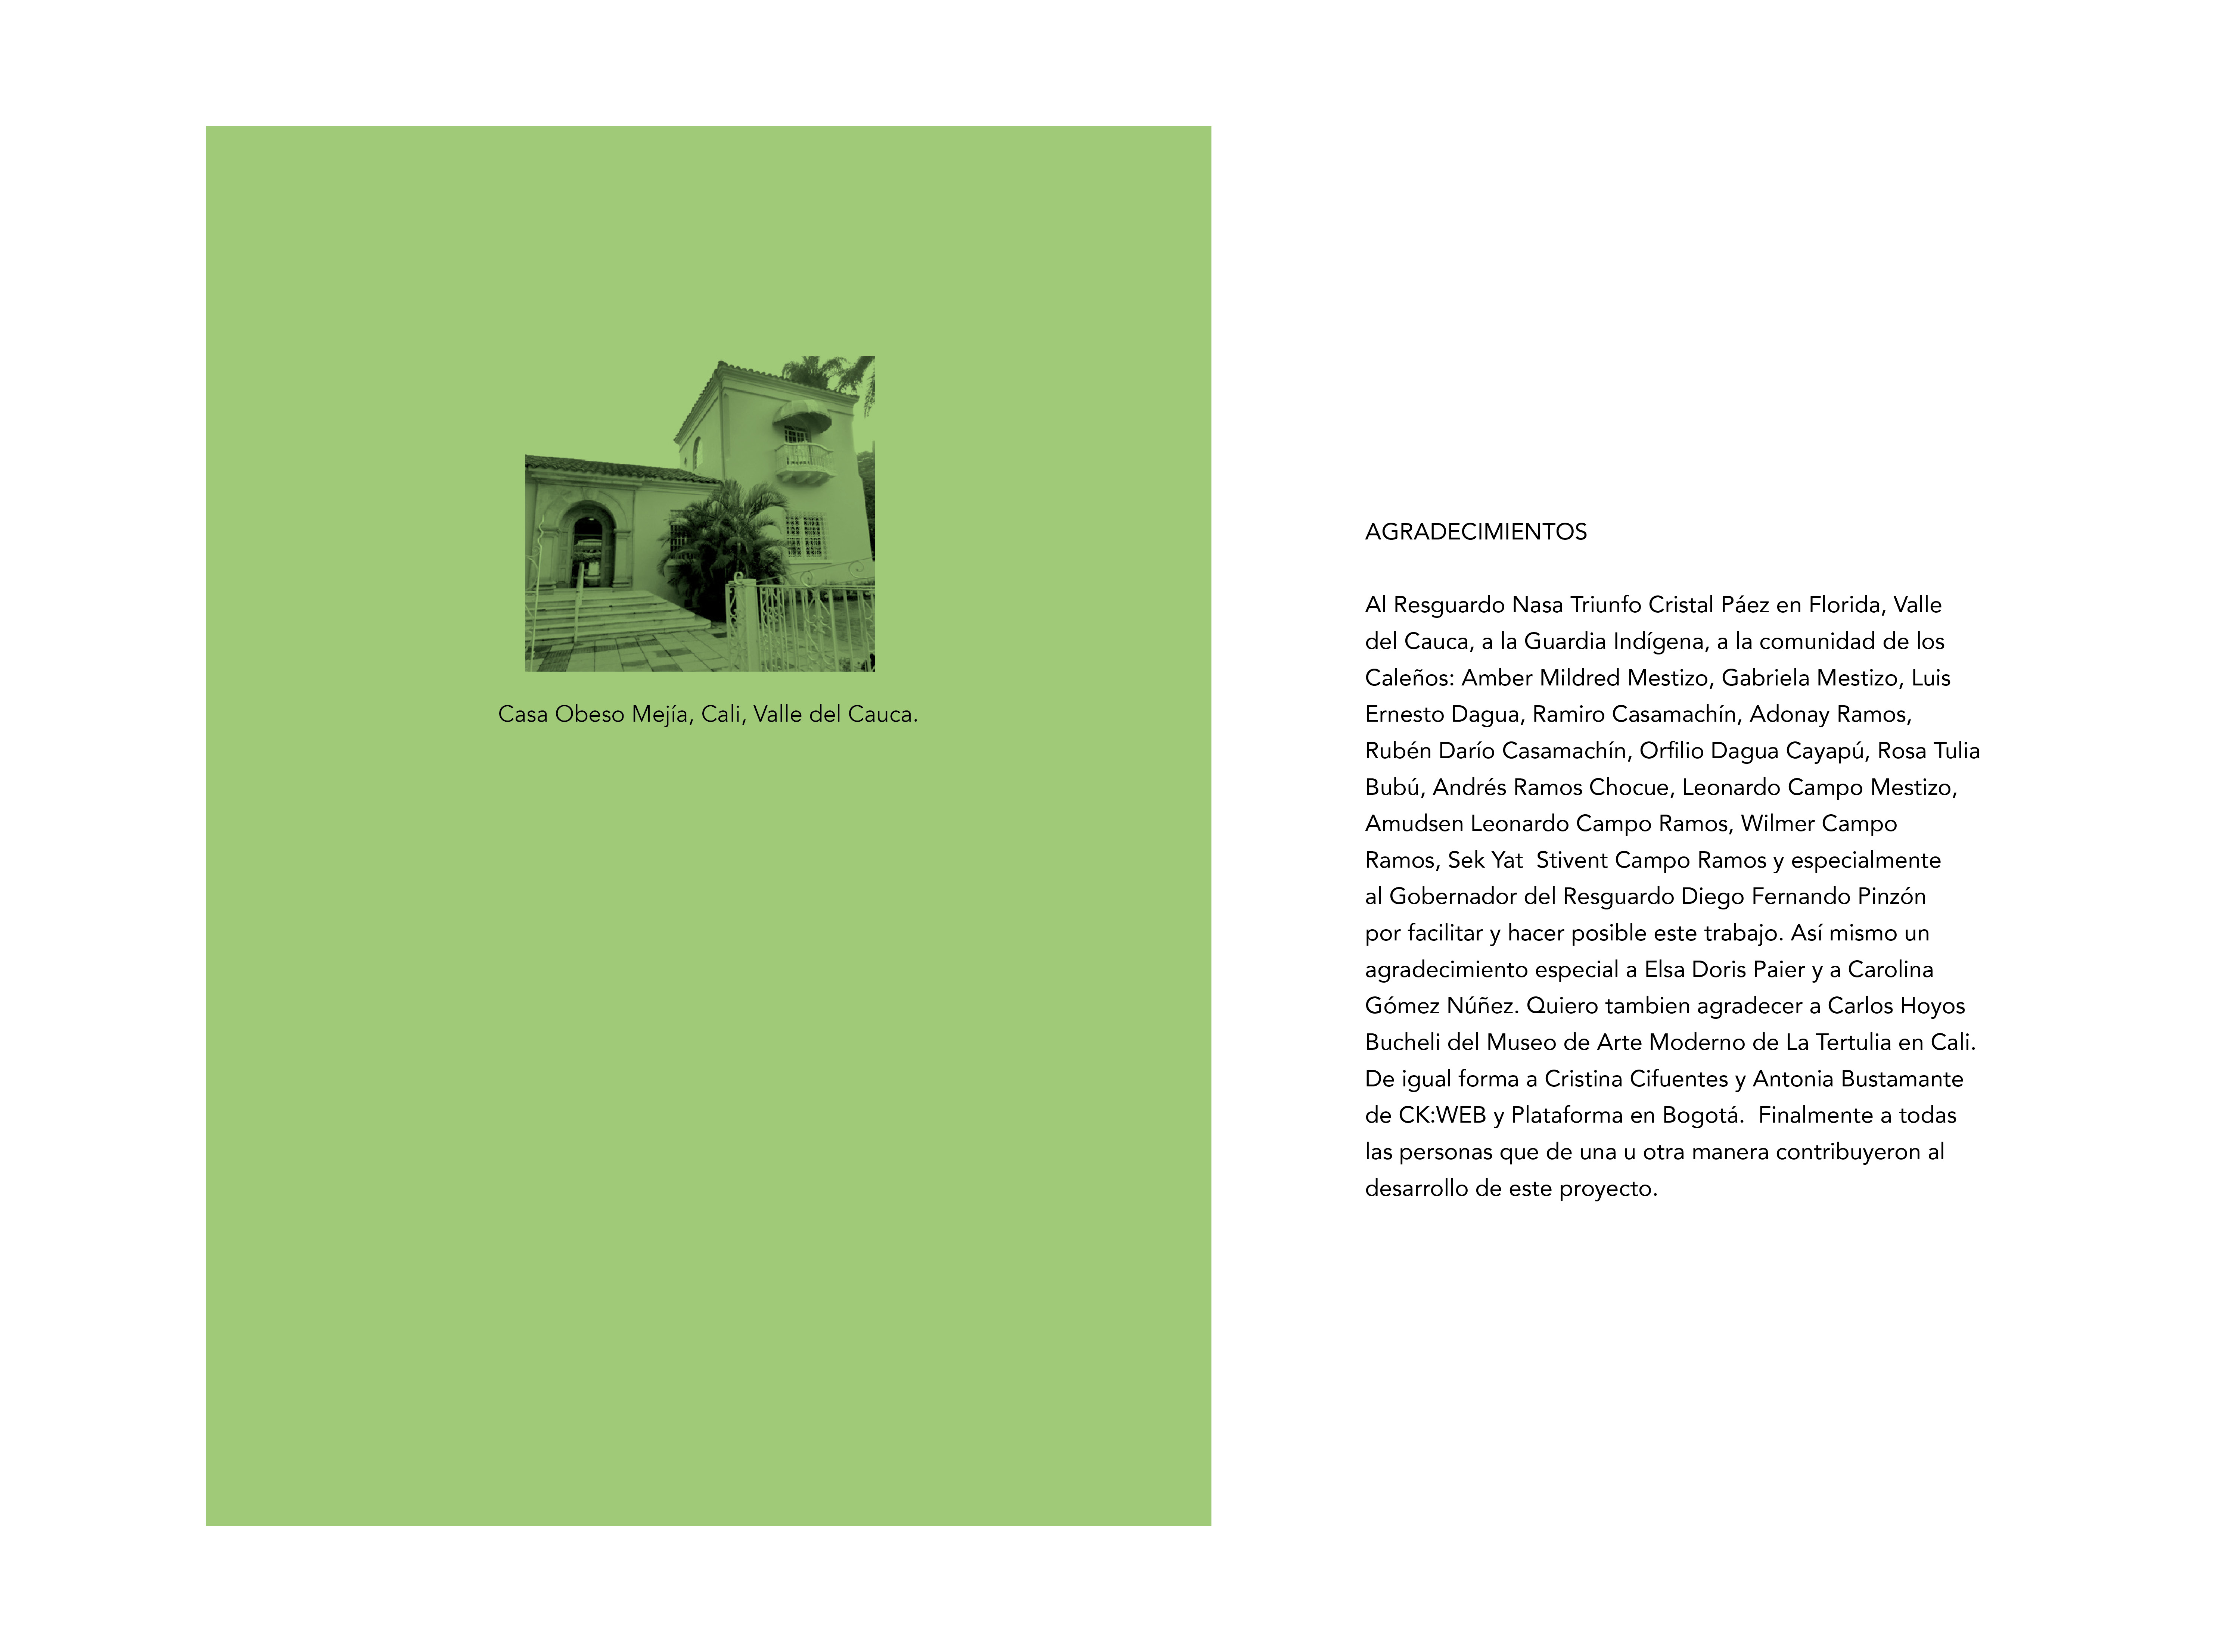 Casa Obeso Mejía, Cali, Valle del Cauca.
AGRADECIMIENTOS
Al Resguardo Nasa Triunfo Cristal Páez en Florida, Valle
del Cauca, a la Guardia Indígena, a la comunidad de los
Caleños: Amber Mildred Mestizo, Gabriela Mestizo, Luis
Ernesto Dagua, Ramiro Casamachín, Adonay Ramos,
Rubén Darío Casamachín, Orfilio Dagua Cayapú, Rosa Tulia
Bubú, Andrés Ramos Chocue, Leonardo Campo Mestizo,
Amudsen Leonardo Campo Ramos, Wilmer Campo
Ramos, Sek Yat  Stivent Campo Ramos y especialmente
al Gobernador del Resguardo Diego Fernando Pinzón
por facilitar y hacer posible este trabajo. Así mismo un
agradecimiento especial a Elsa Doris Paier y a Carolina
Gómez Núñez. Quiero tambien agradecer a Carlos Hoyos
Bucheli del Museo de Arte Moderno de La Tertulia en Cali.
De igual forma a Cristina Cifuentes y Antonia Bustamante
de CK:WEB y Plataforma en Bogotá.  Finalmente a todas
las personas que de una u otra manera contribuyeron al
desarrollo de este proyecto.